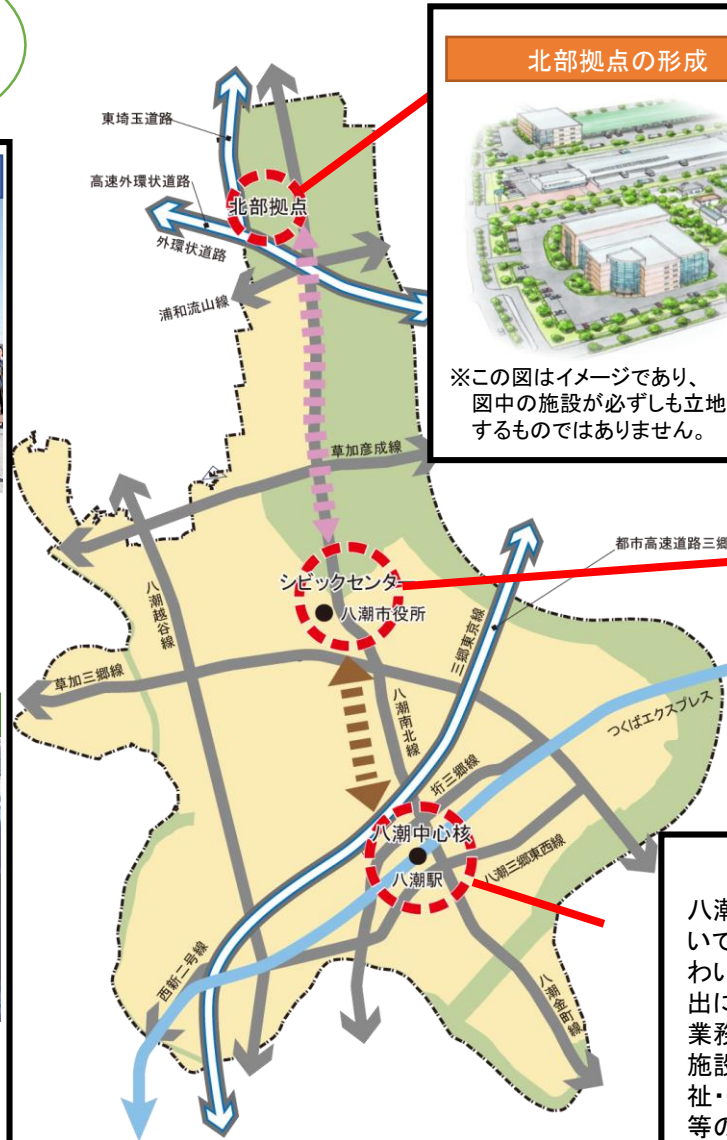 北部拠点の形成
※この図はイメージであり、
図中の施設が必ずしも立地
するものではありません。
東埼玉道路
高速外環状道路
北部拠点
外環状道路
浦和流山線
草加彦成線
都市高速道路三郷
シビックセンター
八潮市役所
八潮越谷線
三郷東京線
草加三郷線
八潮南北線
つくばエクスプレス
垳三郷線
八潮中心核
八潮駅
八潮三郷東西線
西新二号線
八潮金町線
八潮
いて
わい
出に
業務
施設
祉・
等の